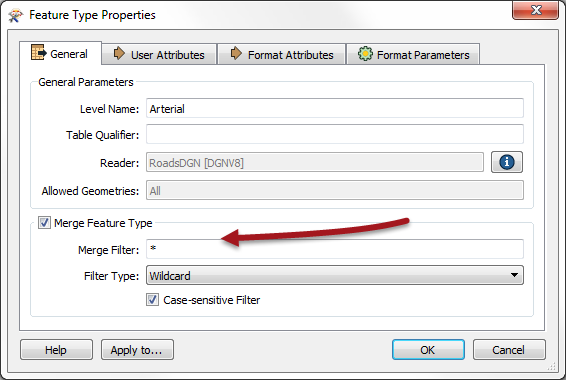 Feature Type Properties
General
User Attributes
Format Attributes
Format Parameters
General Parameters
Level Name: Arterial
Table Qualifier:
Reader: RoadsDGN [DGNV8]
Allowed Geometries: All
Merge Feature Type
Merge Filter: *
Filter Type: Wildcard
Case-sensitive Filter
Help Apply to... OK Cancel